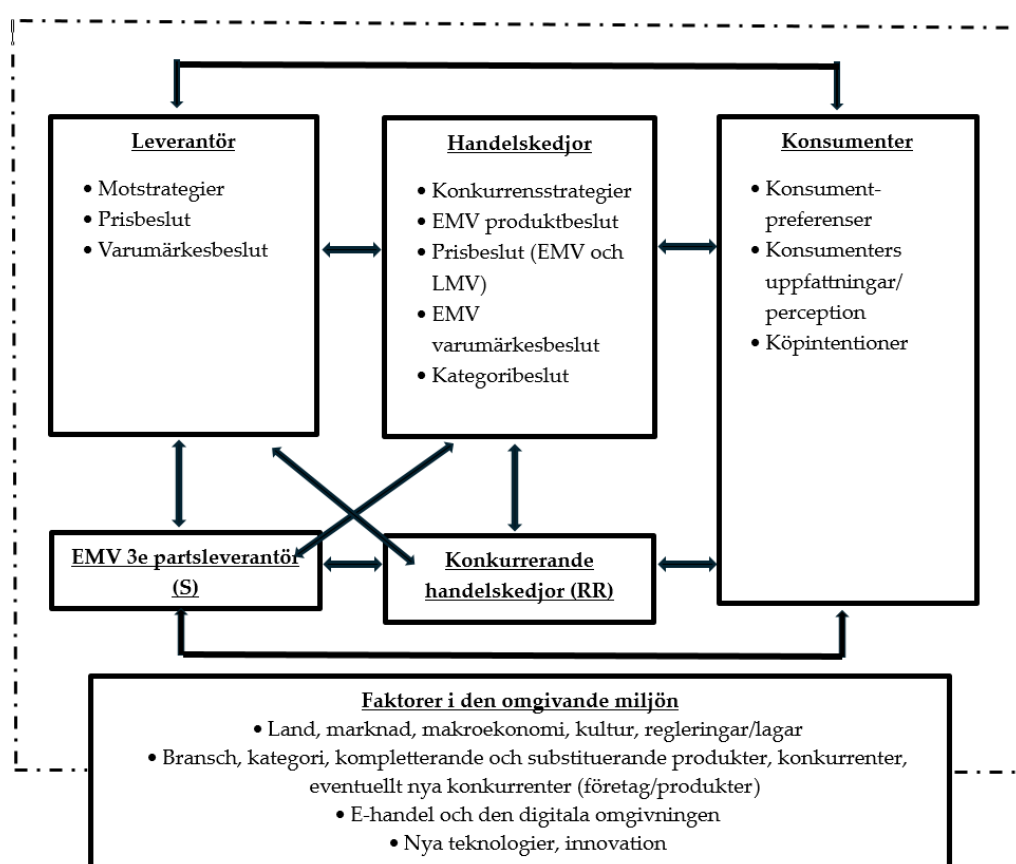 Leverantör
• Motstrategier
• Prisbeslut
• Varumärkesbeslut
Handelskedjor
• Konkurrensstrategier
• EMV produktbeslut
• Prisbeslut (EMV och
LMV)
• EMV
varumärkesbeslut
• Kategoribeslut
Konsumenter
• Konsument-
preferenser
• Konsumenters
uppfattningar/
perception
• Köpintentioner
EMV 3e partsleverantör
(S)
Konkurrerande
handelskedjor (RR)
Faktorer i den omgivande miljön
• Land, marknad, makroekonomi, kultur, regleringar/lagar
• Bransch, kategori, kompletterande och substituerande produkter, konkurrenter,
eventuellt nya konkurrenter (företag/produkter)
• E-handel och den digitala omgivningen
• Nya teknologier, innovation